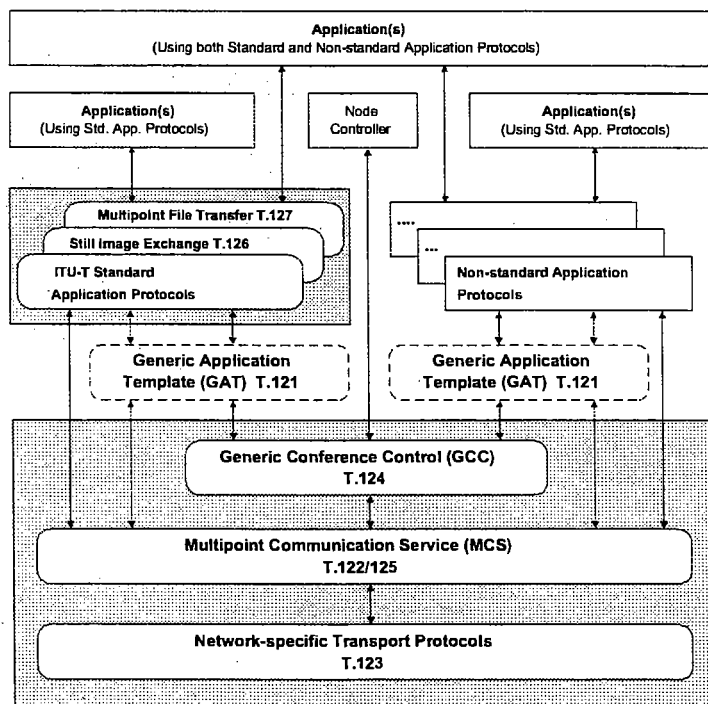 Application(s)
(Using both Standard and Non-standard Application Protocols)
Application(s)
(Using Std. App. Protocols)
Node
Controller
Application(s)
(Using Std. App. Protocols)
Multipoint File Transfer T.127
Still Image Exchange T.126
ITU-T Standard
Application Protocols
....
...
Non-standard Application
Protocols
Generic Application
Template (GAT) T.121
Generic Application
Template (GAT) T.121
Generic Conference Control (GCC)
T.124
Multipoint Communication Service (MCS)
T.122/125
Network-specific Transport Protocols
T.123